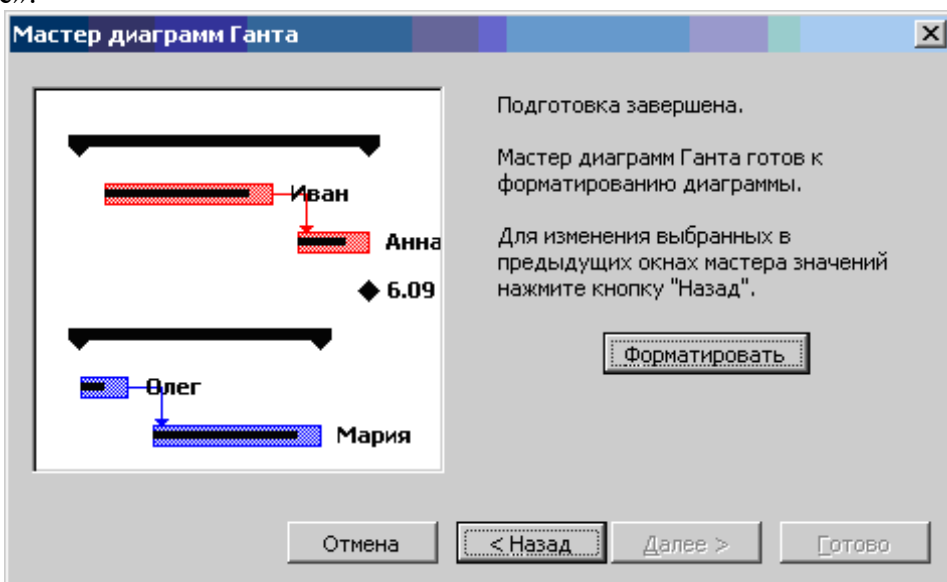 Мастер диаграмм Ганта
Иван
Анна
6.09
Олег
Мария
Подготовка завершена.
Мастер диаграмм Ганта готов к
форматированию диаграммы.
Для изменения выбранных в
предыдущих окнах мастера значений
нажмите кнопку "Назад".
Форматировать
Отмена
< Назад
Далее >
Готово